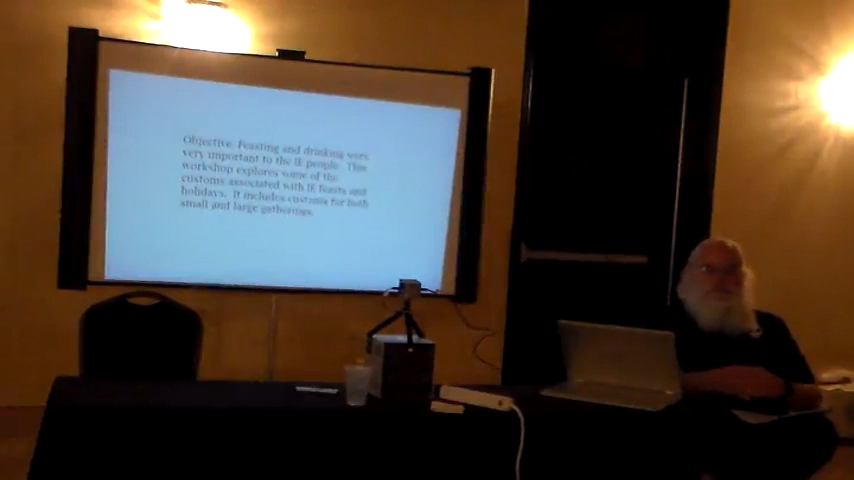 Objective: Feasting and drinking were
very important to the IE people. This
workshop explores some of the
customs associated with IE feasts and
holidays. It includes customs for both
small and large gatherings.